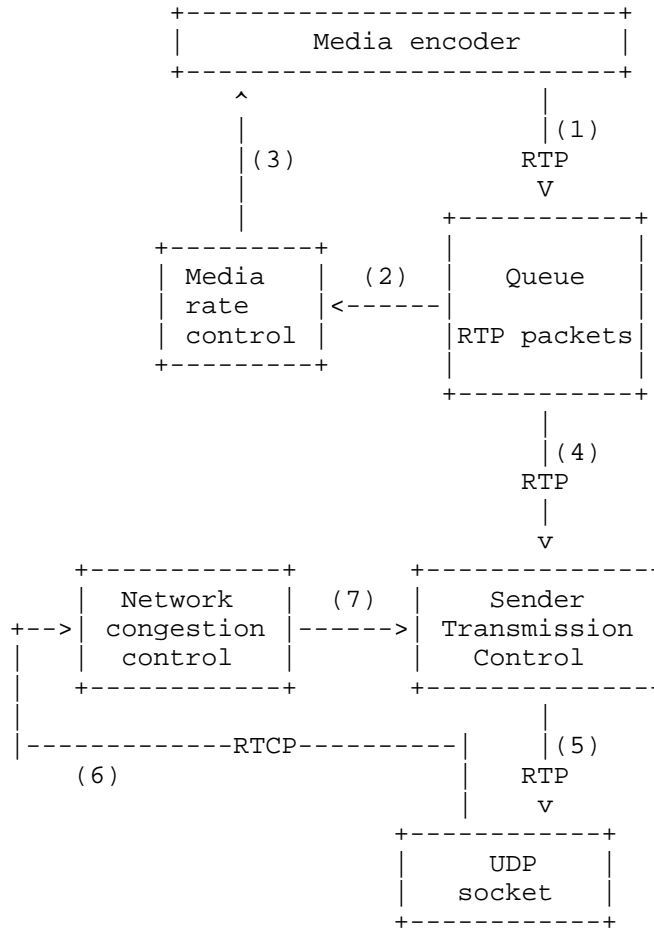 Media encoder
(1)
(3) RTP
Media (2) Queue
rate
control RTP packets
(4)
RTP
Network (7) Sender
congestion Transmission
control Control
RTCP (5)
(6) RTP
UDP
socket